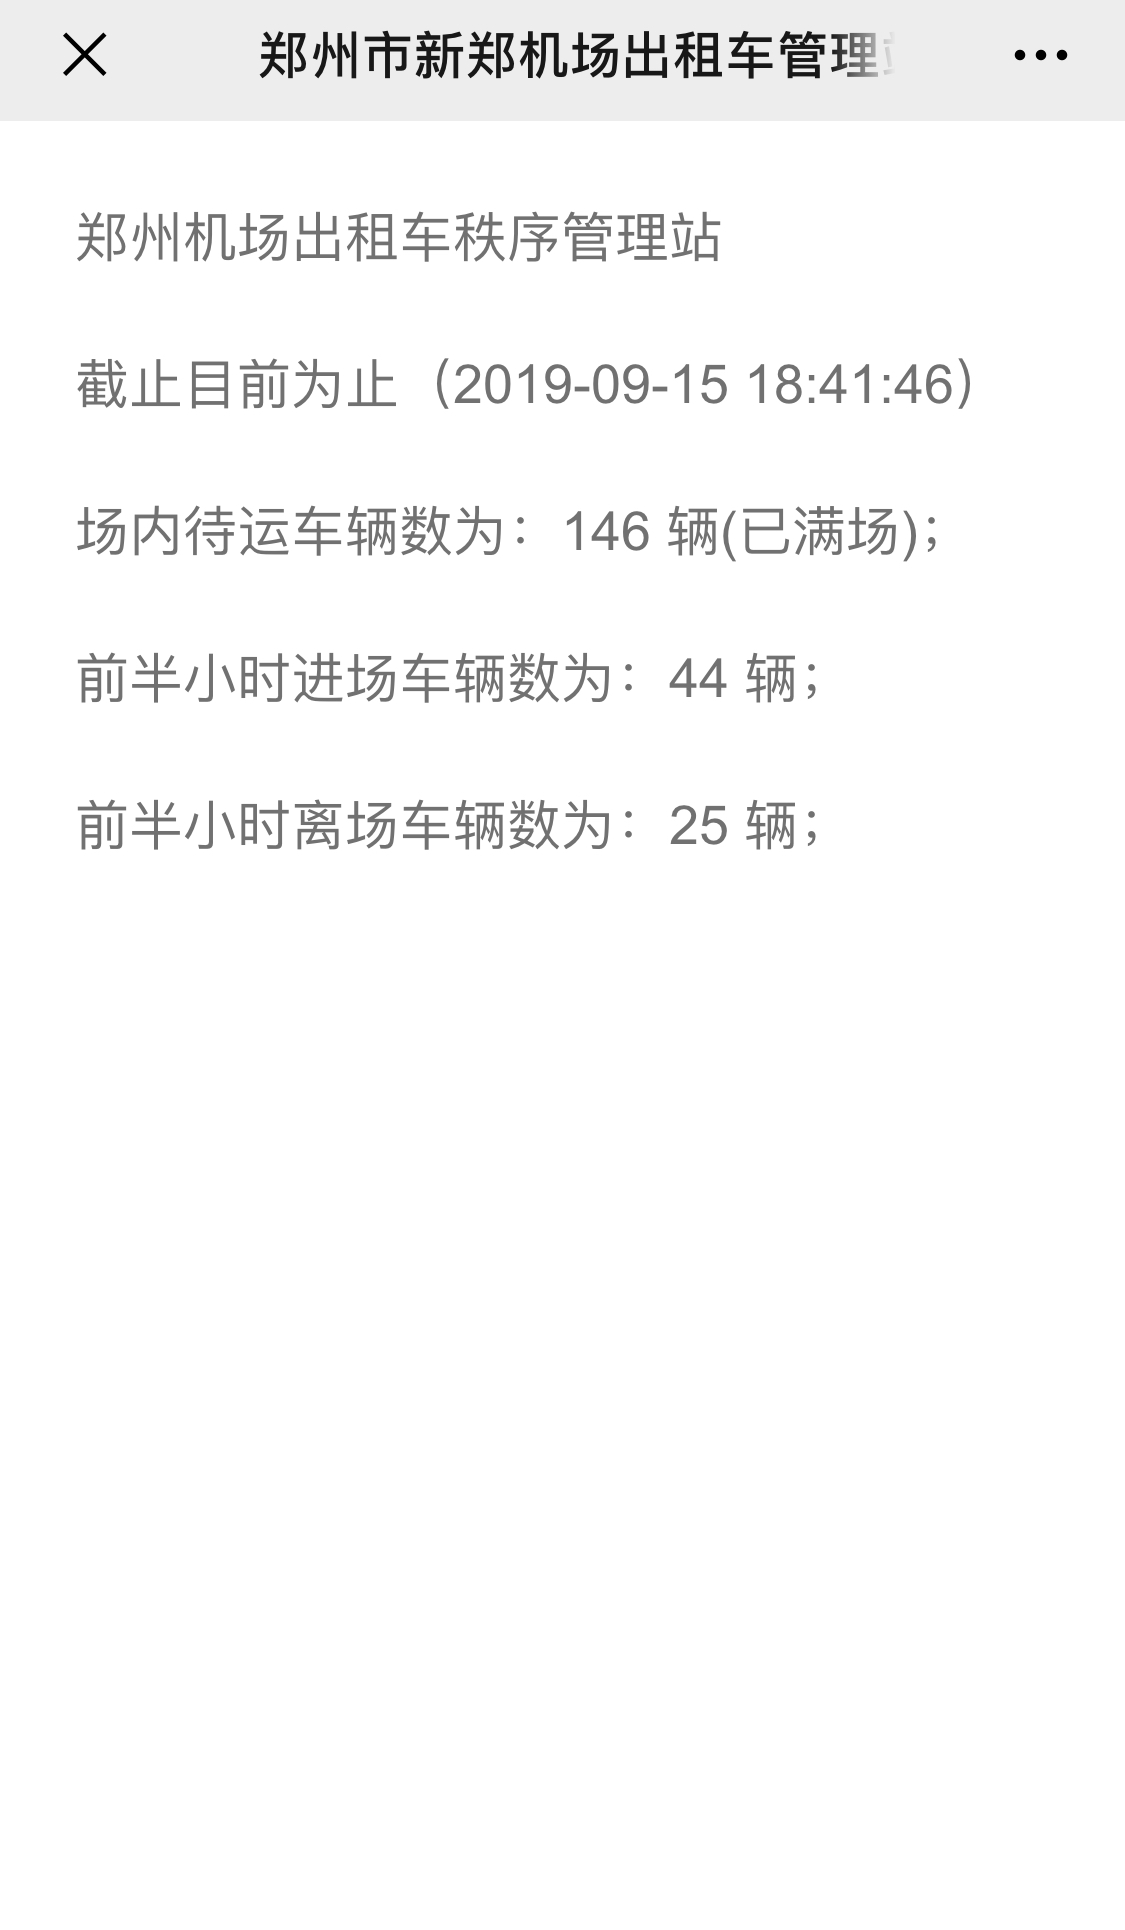 郑州市新郑机场出租车管理
郑州机场出租车秩序管理站
截止目前为止（2019-09-15 18:41:46）
场内待运车辆数为：146 辆(已满场)；
前半小时进场车辆数为：44 辆；
前半小时离场车辆数为：25 辆；